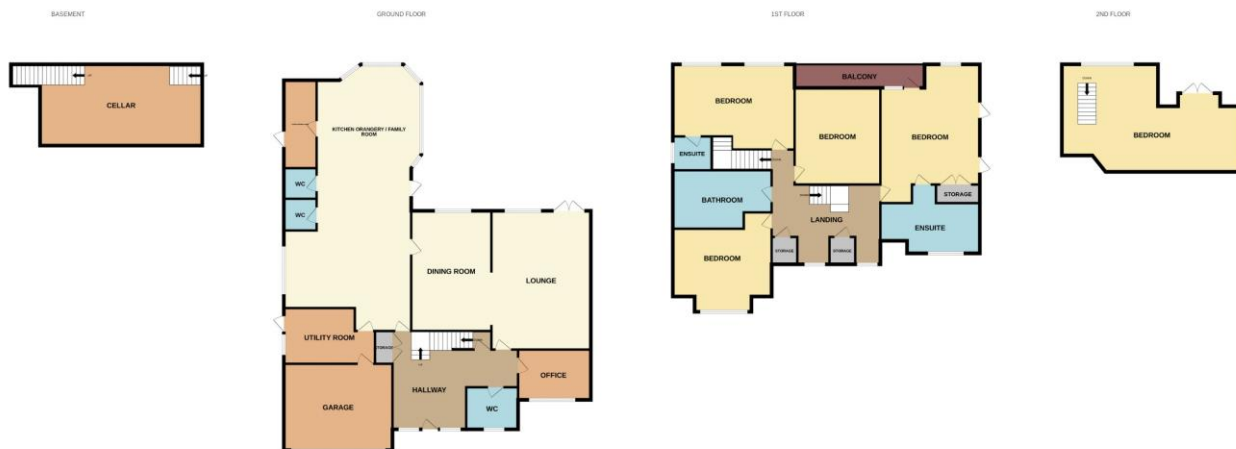 BASEMENT
GROUND FLOOR
1ST FLOOR
2ND FLOOR
CELLAR
KITCHEN ORANGERY / FAMILY
ROOM
WC
WC
DINING ROOM
LOUNGE
UTILITY ROOM
STORAGE
HALLWAY
OFFICE
GARAGE
WC
BALCONY
BEDROOM
BEDROOM
BEDROOM
ENSUITE
BATHROOM
STORAGE
LANDING
ENSUITE
STORAGE
STORAGE
BEDROOM
BEDROOM